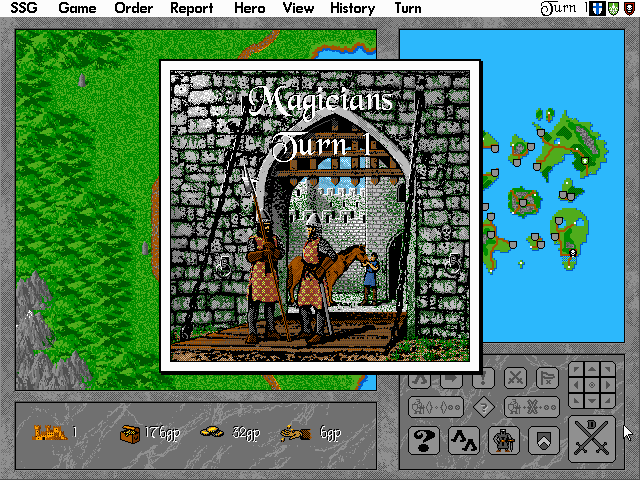 SSG Game Order Report Hero View History Turn Turn 1
Magicians
Turn 1
1 176gp 32gp 6gp
?
?
D